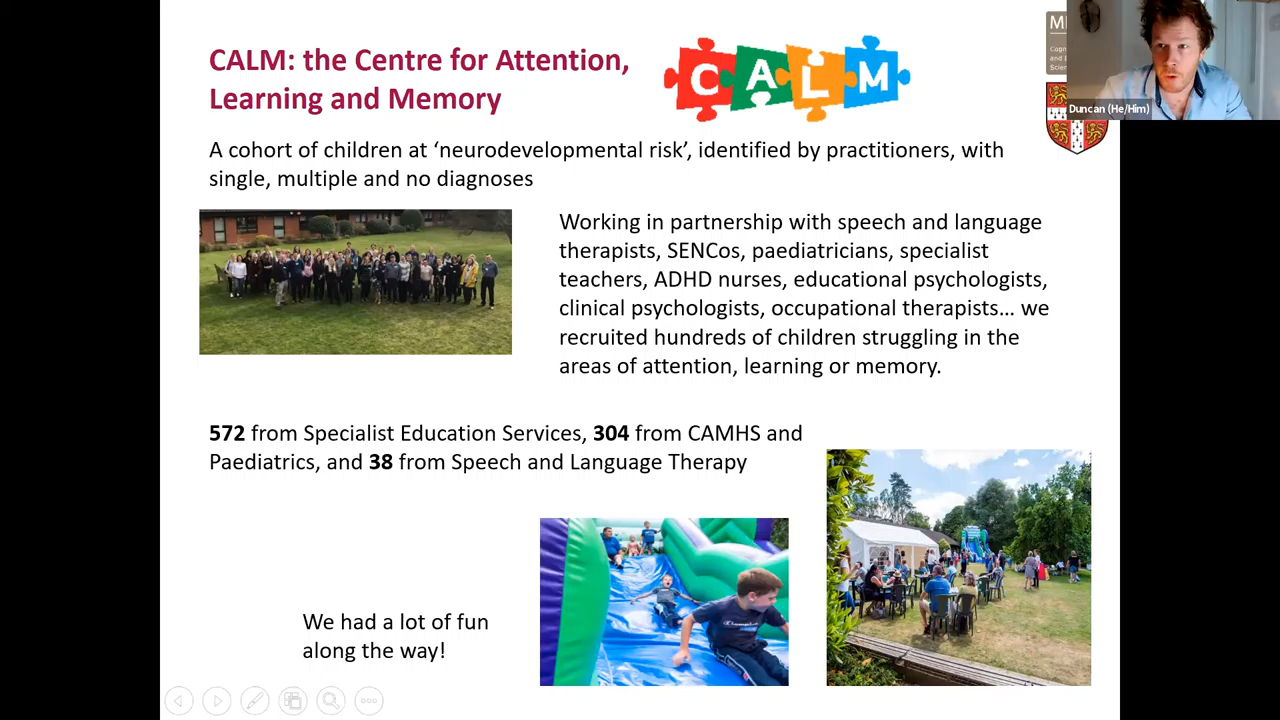 CALM: the Centre for Attention,
Learning and Memory
CALM
Duncan (He/Him)
A cohort of children at ‘neurodevelopmental risk’, identified by practitioners, with
single, multiple and no diagnoses
Working in partnership with speech and language
therapists, SENCos, paediatricians, specialist
teachers, ADHD nurses, educational psychologists,
clinical psychologists, occupational therapists… we
recruited hundreds of children struggling in the
areas of attention, learning or memory.
572 from Specialist Education Services, 304 from CAMHS and
Paediatrics, and 38 from Speech and Language Therapy
We had a lot of fun
along the way!